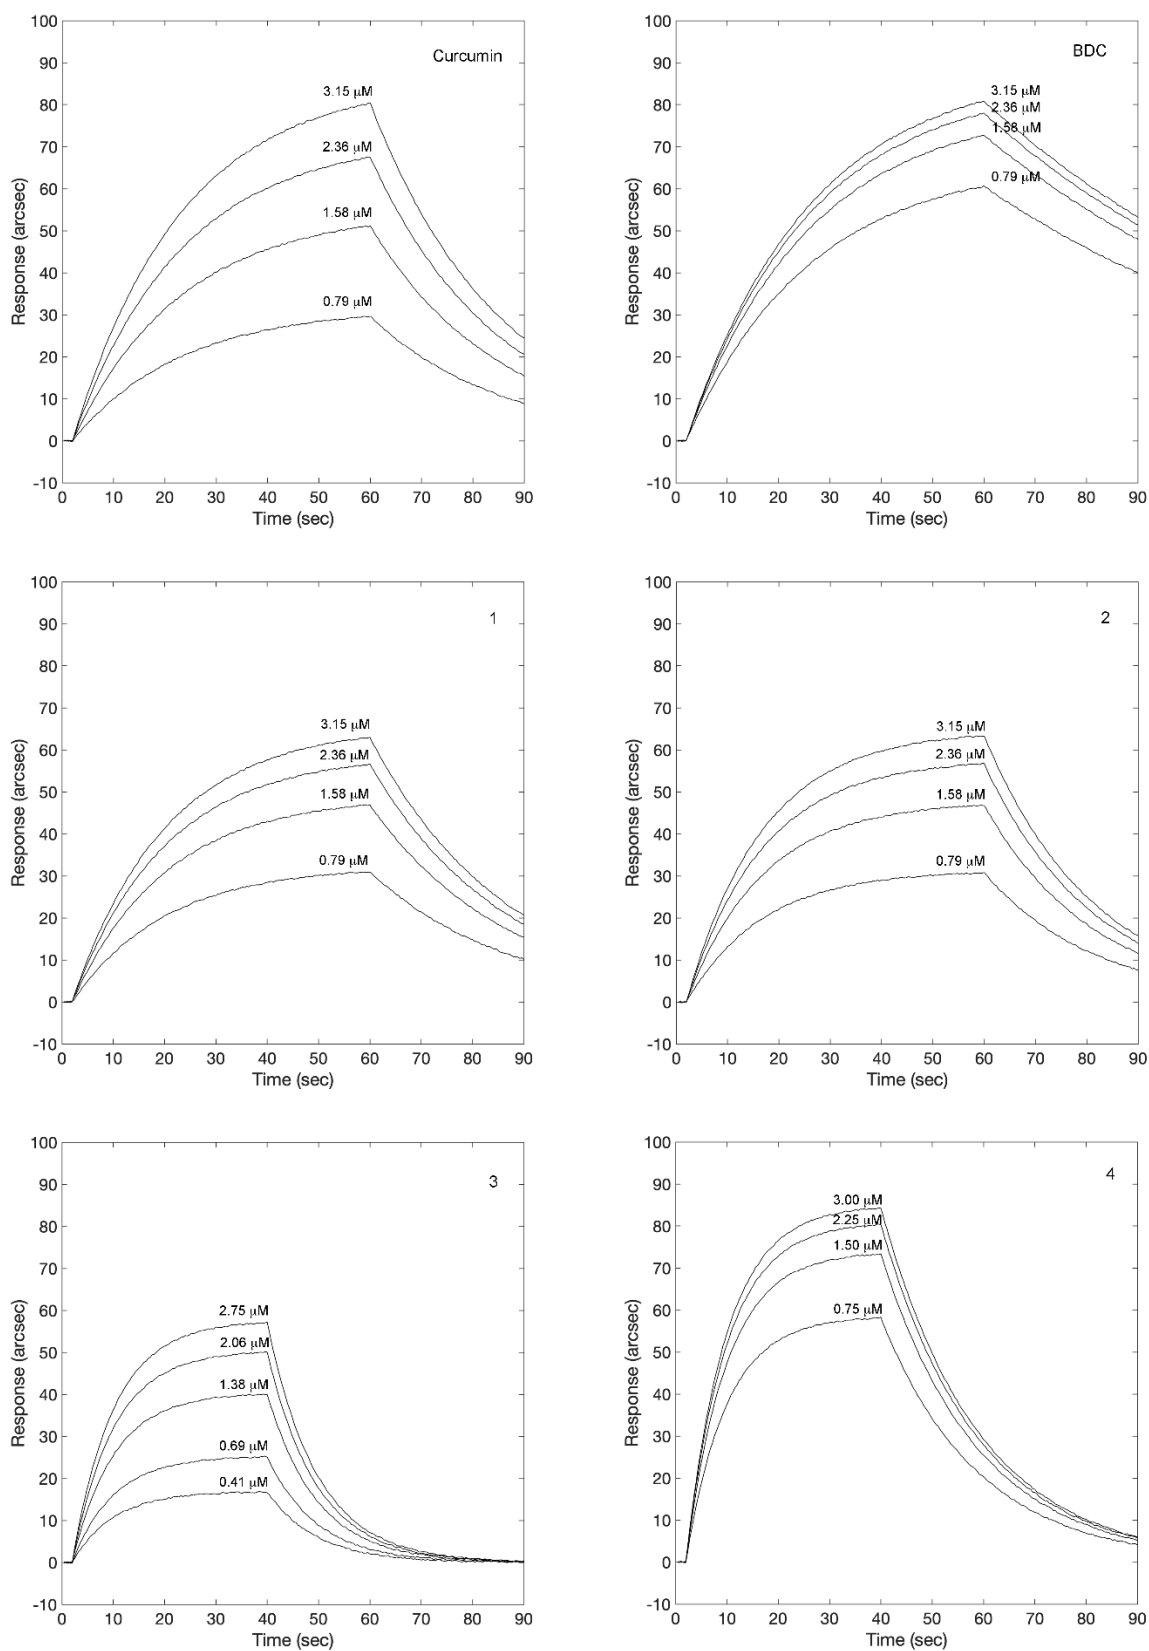 Curcumin
100
90
80
70
60
50
40
30
20
10
0
-10
Response (arcsec)
3.15 μM
2.36 μM
1.58 μM
0.79 μM
0 10 20 30 40 50 60 70 80 90
Time (sec)
BDC
100
90
80
70
60
50
40
30
20
10
0
-10
Response (arcsec)
3.15 μM
2.36 μM
1.58 μM
0.79 μM
0 10 20 30 40 50 60 70 80 90
Time (sec)
1
100
90
80
70
60
50
40
30
20
10
0
-10
Response (arcsec)
3.15 μM
2.36 μM
1.58 μM
0.79 μM
0 10 20 30 40 50 60 70 80 90
Time (sec)
2
100
90
80
70
60
50
40
30
20
10
0
-10
Response (arcsec)
3.15 μM
2.36 μM
1.58 μM
0.79 μM
0 10 20 30 40 50 60 70 80 90
Time (sec)
3
100
90
80
70
60
50
40
30
20
10
0
-10
Response (arcsec)
2.75 μM
2.06 μM
1.38 μM
0.69 μM
0.41 μM
0 10 20 30 40 50 60 70 80 90
Time (sec)
4
100
90
80
70
60
50
40
30
20
10
0
-10
Response (arcsec)
3.00 μM
2.25 μM
1.50 μM
0.75 μM
0 10 20 30 40 50 60 70 80 90
Time (sec)